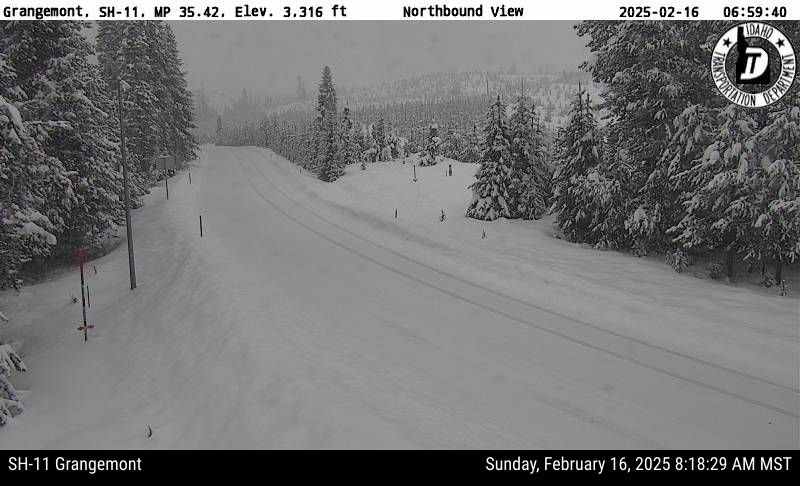 Grangemont, SH-11, MP 35.42, Elev. 3,316 ft Northbound View 2025-02-16 06:59:40
IDAHO
TRANSPORTATION DEPARTMENT
SH-11 Grangemont Sunday, February 16, 2025 8:18:29 AM MST